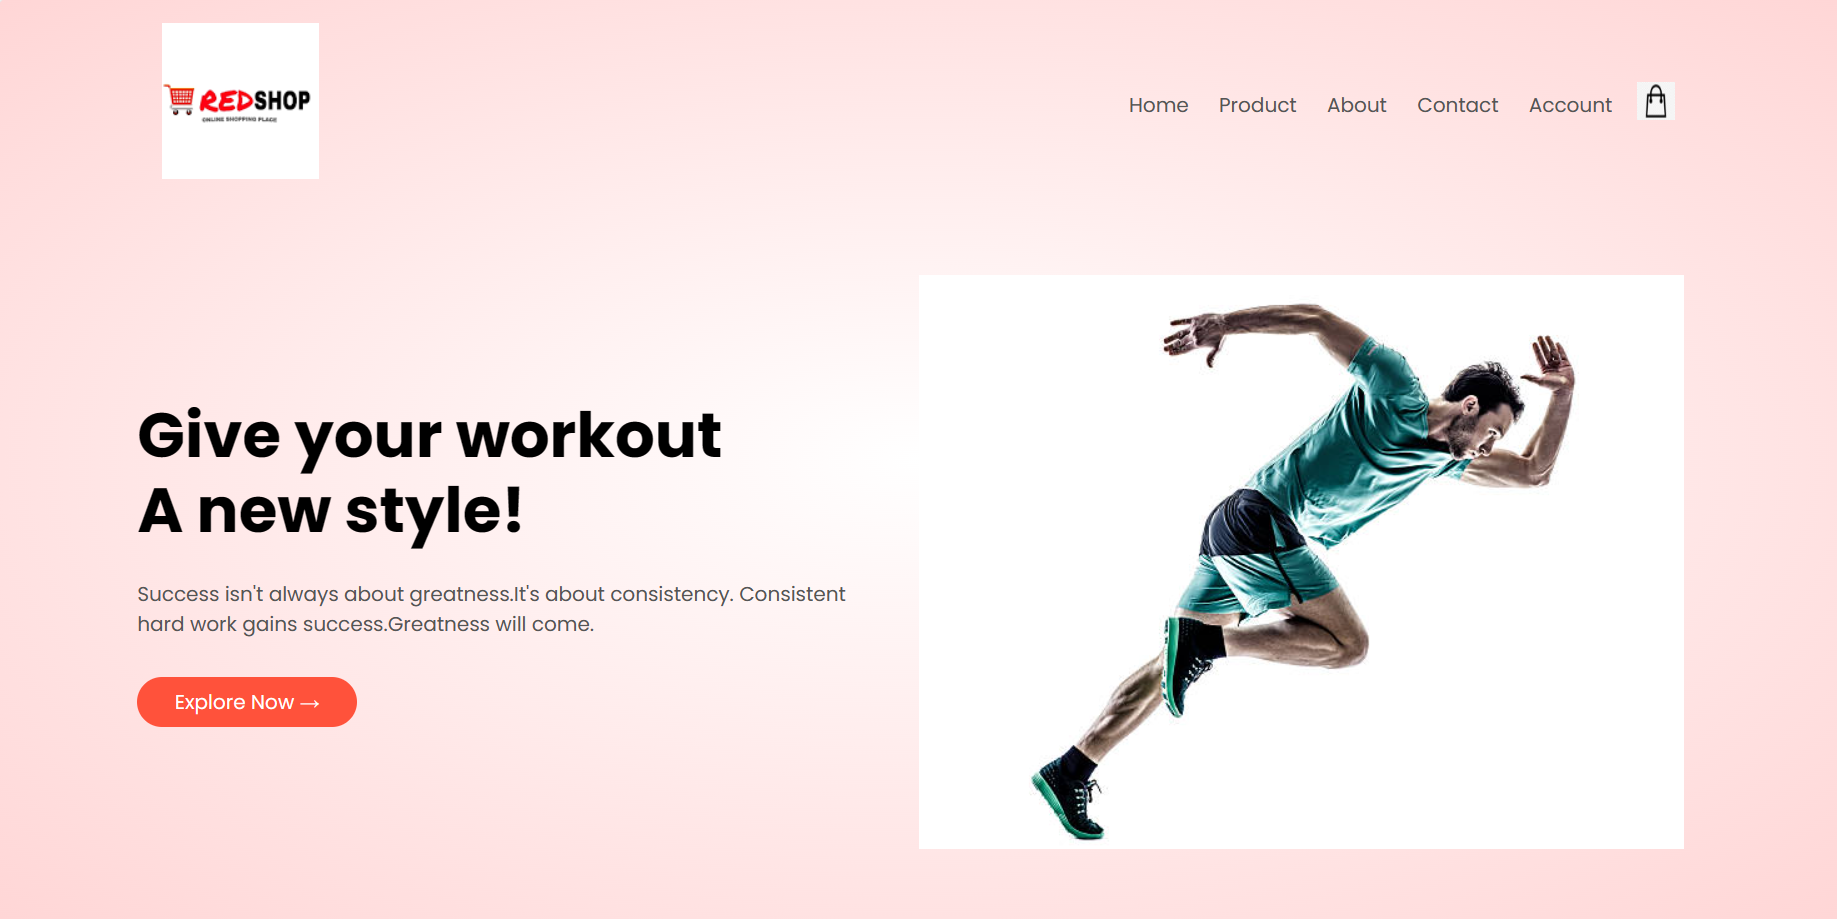 REDSHOP
ONLINE SHOPPING PLACE
Home Product About Contact Account
Give your workout
A new style!
Success isn't always about greatness.It's about consistency. Consistent
hard work gains success.Greatness will come.
Explore Now →